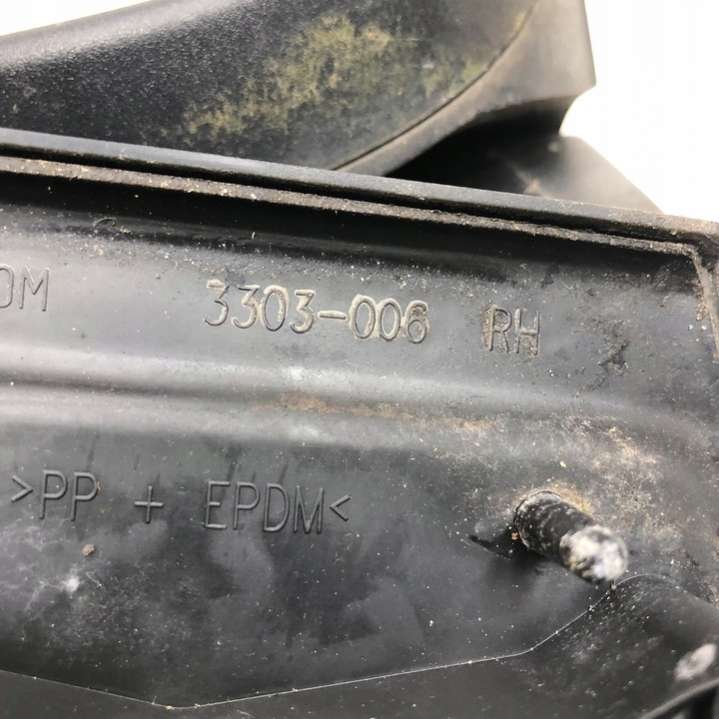 3303-006 RH
>PP + EPDM<